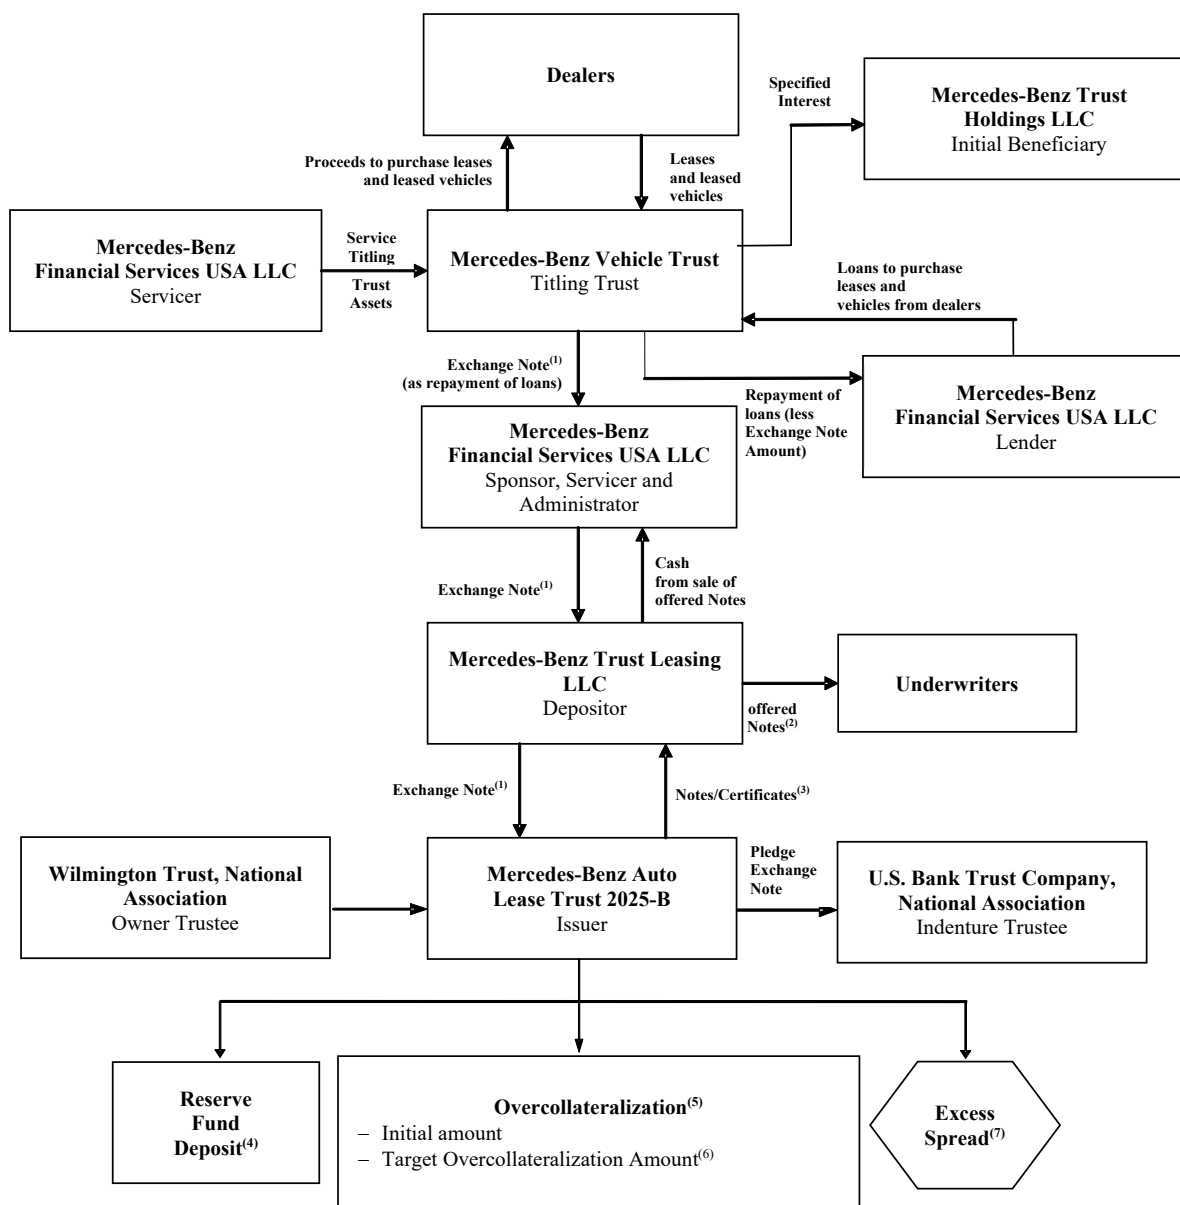 Dealers
Specified
Interest
Mercedes-Benz Trust
Holdings LLC
Initial Beneficiary
Proceeds to purchase leases
and leased vehicles
Leases
and leased
vehicles
Mercedes-Benz
Financial Services USA LLC
Servicer
Service
Titling
Trust
Assets
Mercedes-Benz Vehicle Trust
Titling Trust
Loans to purchase
leases and
vehicles from dealers
Exchange Note(1)
(as repayment of loans)
Repayment of
loans (less
Exchange Note
Amount)
Mercedes-Benz
Financial Services USA LLC
Lender
Mercedes-Benz
Financial Services USA LLC
Sponsor, Servicer and
Administrator
Exchange Note(1)
Cash
from sale of
offered Notes
Mercedes-Benz Trust Leasing
LLC
Depositor
offered
Notes(2)
Underwriters
Exchange Note(1)
Notes/Certificates(3)
Wilmington Trust, National
Association
Owner Trustee
Mercedes-Benz Auto
Lease Trust 2025-B
Issuer
Pledge
Exchange
Note
U.S. Bank Trust Company,
National Association
Indenture Trustee
Reserve
Fund
Deposit(4)
Overcollateralization(5)
– Initial amount
– Target Overcollateralization Amount(6)
Excess
Spread(7)